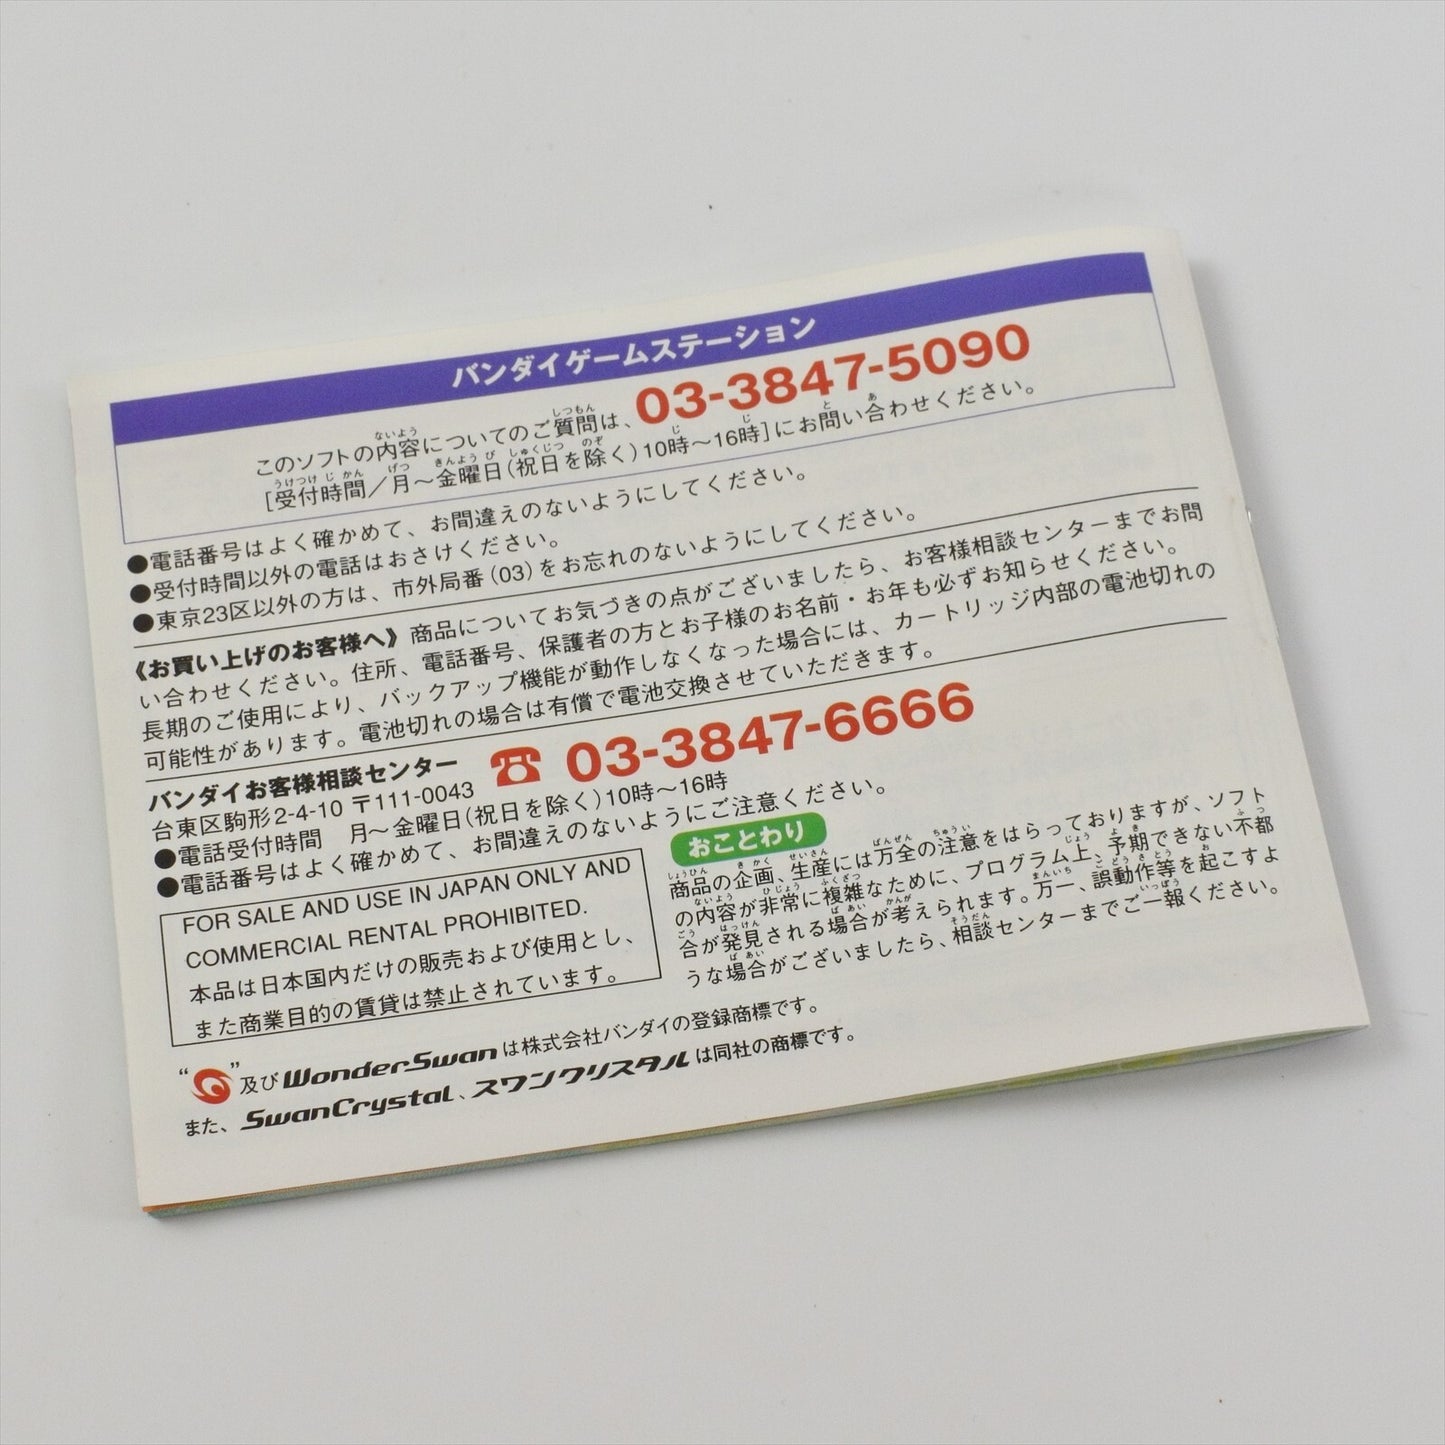 バンダイゲームステーション
このソフトの内容についてのご質問は、03-3847-5090
[受付時間／月～金曜日(祝日を除く)10時～16時]にお問い合わせください。
●電話番号はよく確かめて、お間違えのないようにしてください。
●受付時間以外の電話はおさけください。
●東京23区以外の方は、市外局番(03)をお忘れのないようにしてください。
《お買い上げのお客様へ》商品についてお気づきの点がございましたら、お客様相談センターまでお問
い合わせください。住所、電話番号、保護者の方とお子様のお名前・お年も必ずお知らせください。
長期のご使用により、バックアップ機能が動作しなくなった場合には、カートリッジ内部の電池切れの
可能性があります。電池切れの場合は有償で電池交換させていただきます。
バンダイお客様相談センター ☎ 03-3847-6666
台東区駒形2-4-10 〒111-0043
●電話受付時間　月～金曜日(祝日を除く)10時～16時
●電話番号はよく確かめて、お間違えのないようにご注意ください。
FOR SALE AND USE IN JAPAN ONLY AND
COMMERCIAL RENTAL PROHIBITED.
本品は日本国内だけの販売および使用とし、
また商業目的の賃貸は禁止されています。
おことわり
商品の企画、生産には万全の注意をはらっておりますが、ソフト
の内容が非常に複雑なために、プログラム上、予期できない不都
合が発見される場合が考えられます。万一、誤動作等を起こすよ
うな場合がございましたら、相談センターまでご一報ください。
“ ”及びWonderSwanは株式会社バンダイの登録商標です。
また、SwanCrystal、スワンクリスタルは同社の商標です。